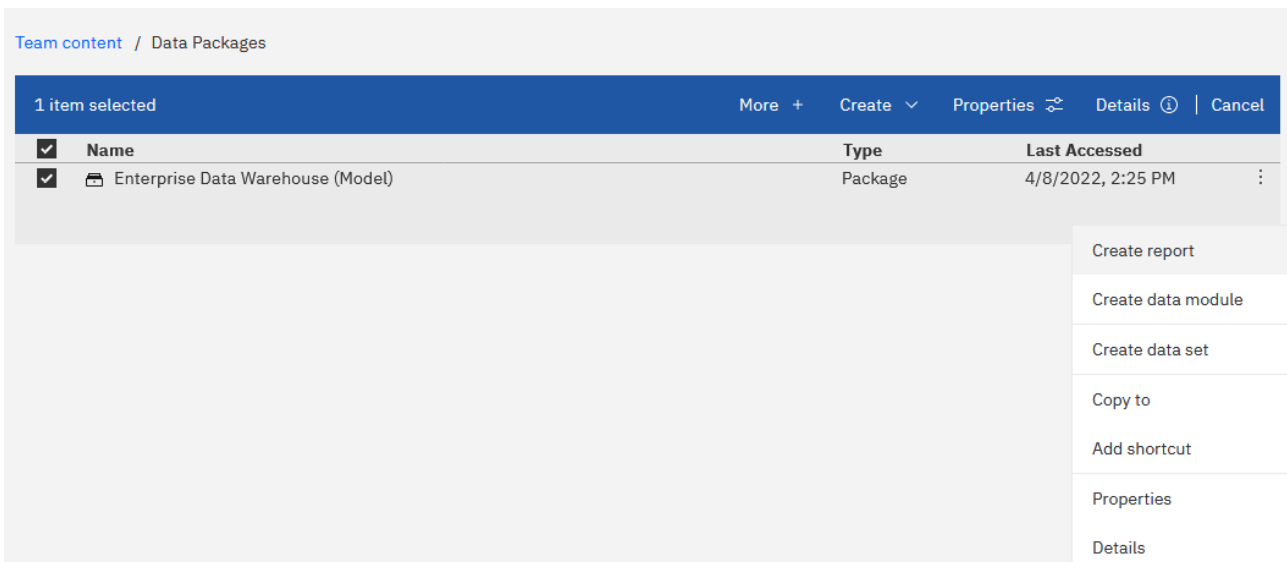 Team content / Data Packages
1 item selected More + Create Properties Details Cancel
Name Type Last Accessed
Enterprise Data Warehouse (Model) Package 4/8/2022, 2:25 PM
Create report
Create data module
Create data set
Copy to
Add shortcut
Properties
Details